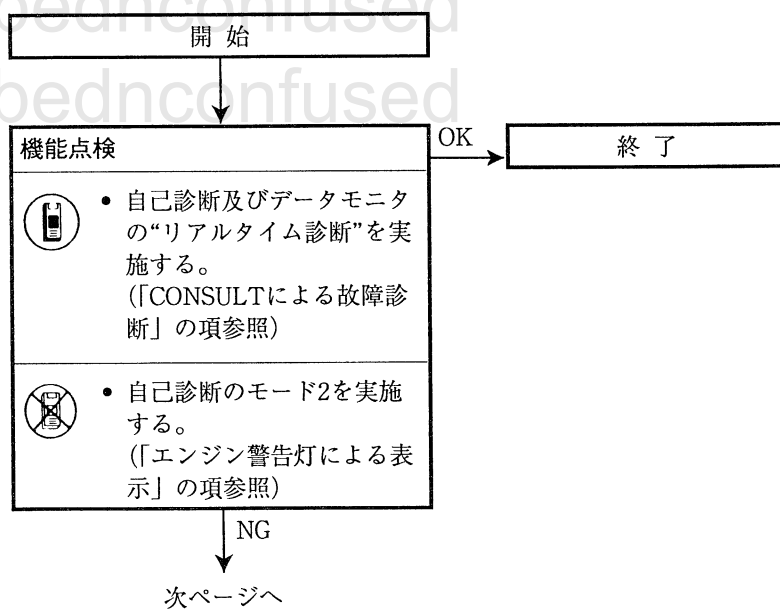 bednconfused
開 始
bednconfused
機能点検
OK
終 了
• 自己診断及びデータモニタ
の“リアルタイム診断”を実
施する。
(「CONSULTによる故障診
断」の項参照)
• 自己診断のモード2を実施
する。
(「エンジン警告灯による表
示」の項参照)
NG
次ページへ